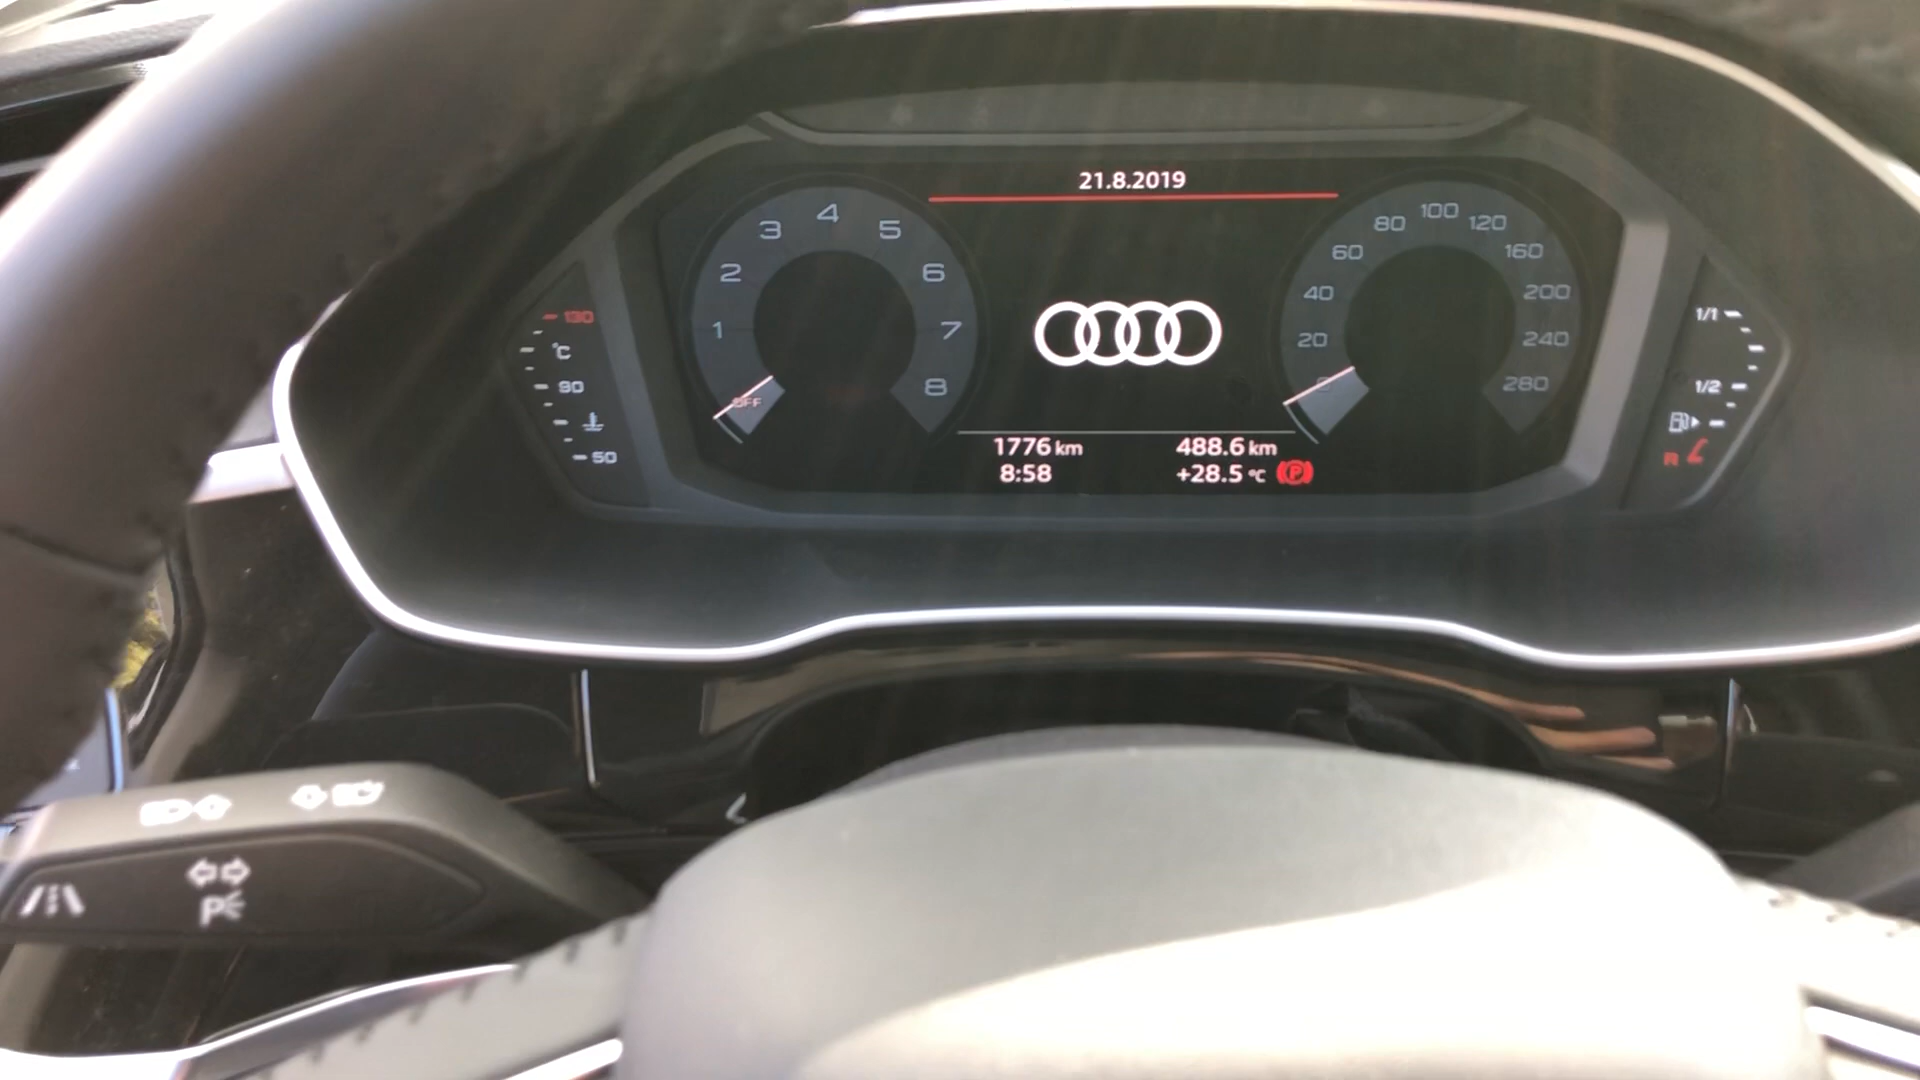 21.8.2019
1 2 3 4 5 6 7 8
OFF
20 40 60 80 100 120 160 200 240 280
130
°C
90
50
1/1
1/2
R
1776 km 488.6 km
8:58 +28.5 °C P
P